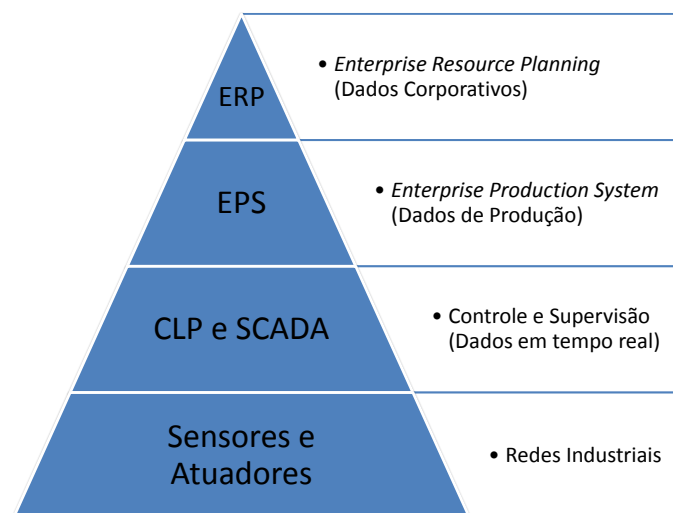 ERP
• Enterprise Resource Planning
(Dados Corporativos)
EPS
• Enterprise Production System
(Dados de Produção)
CLP e SCADA
• Controle e Supervisão
(Dados em tempo real)
Sensores e
Atuadores
• Redes Industriais